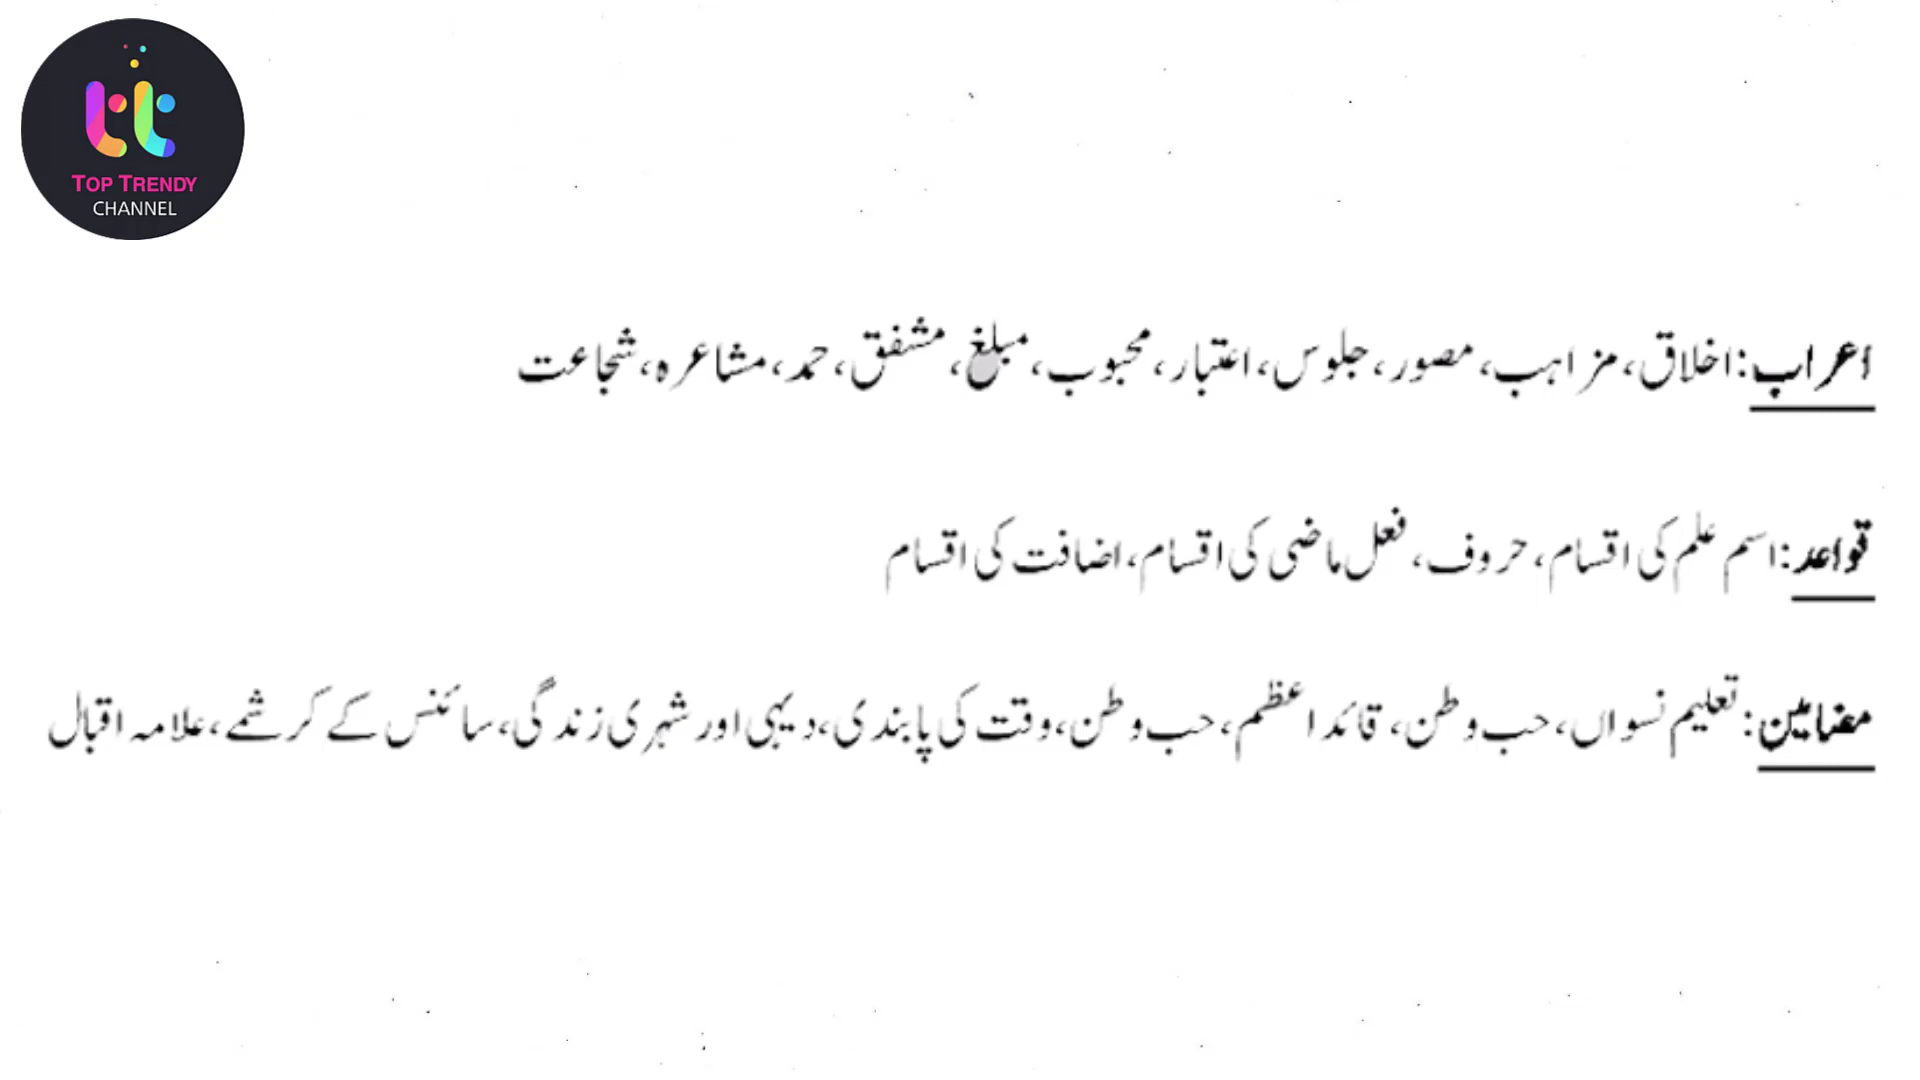 TOP TRENDY
CHANNEL
اعراب: اخلاق، مزاہب، مصور، جلوس، اعتبار، محبوب، مبلغ، مشفق، حمد، مشاعرہ، شجاعت
قواعد: اسم علم کی اقسام، حروف، فعل ماضی کی اقسام، اضافت کی اقسام
مضامین: تعلیم نسواں، حب وطن، قائد اعظم، حب وطن، وقت کی پابندی، دیہی اور شہری زندگی، سائنس کے کرشمے، علامہ اقبال